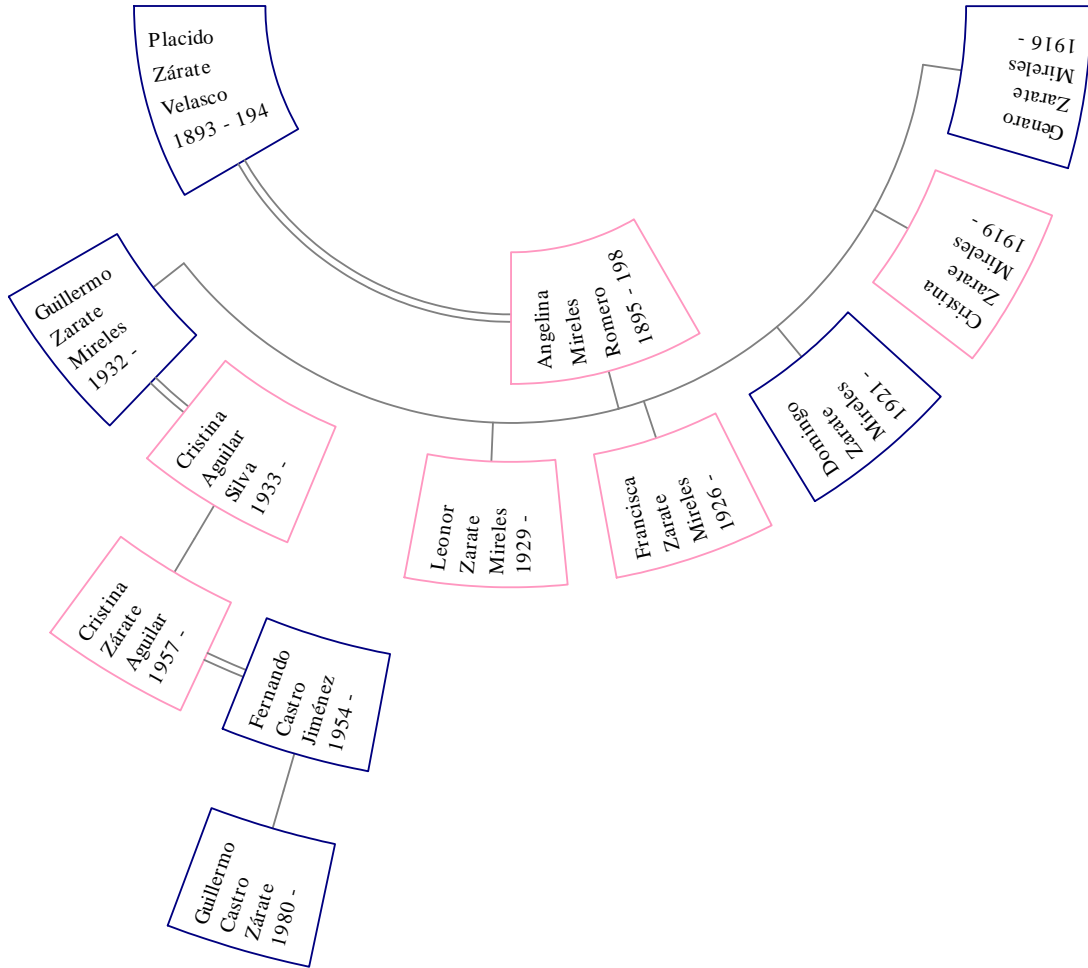 Placido
Zárate
Velasco
1893 - 194
Genaro
Zarate
Mireles
1916 -
Cristina
Zarate
Mireles
1919 -
Angelina
Mireles
Romero
1895 - 198
Guillermo
Zarate
Mireles
1932 -
Domingo
Zarate
Mireles
1921 -
Cristina
Aguilar
Silva
1933 -
Francisca
Zarate
Mireles
1926 -
Leonor
Zarate
Mireles
1929 -
Cristina
Zárate
Aguilar
1957 -
Fernando
Castro
Jiménez
1954 -
Guillermo
Castro
Zárate
1980 -